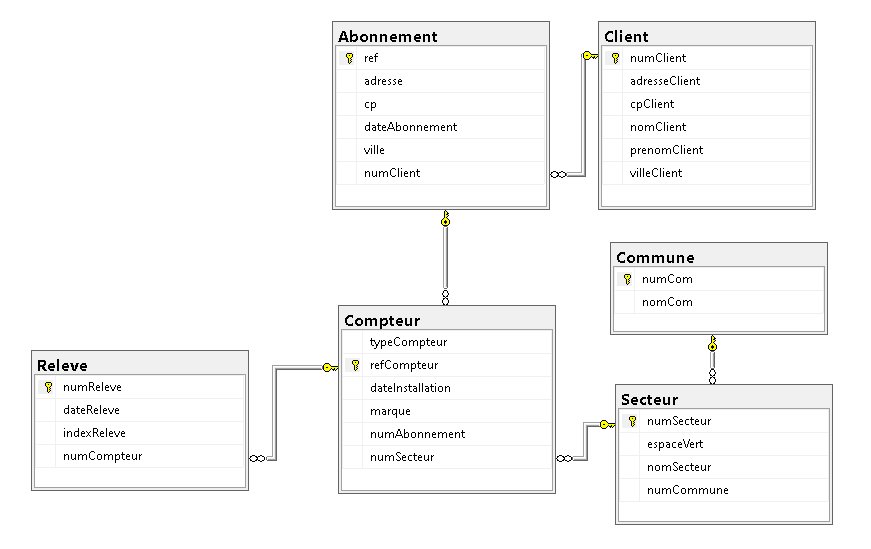 Abonnement
ref
adresse
cp
dateAbonnement
ville
numClient
Client
numClient
adresseClient
cpClient
nomClient
prenomClient
villeClient
Commune
numCom
nomCom
Compteur
typeCompteur
refCompteur
dateInstallation
marque
numAbonnement
numSecteur
Releve
numReleve
dateReleve
indexReleve
numCompteur
Secteur
numSecteur
espaceVert
nomSecteur
numCommune